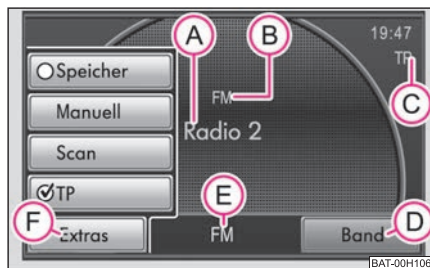 A
B
19:47
TP
Speicher
FM
C
Manuell
Radio 2
Scan
TP
E
F
D
Extras
FM
Band
BAT-00H106